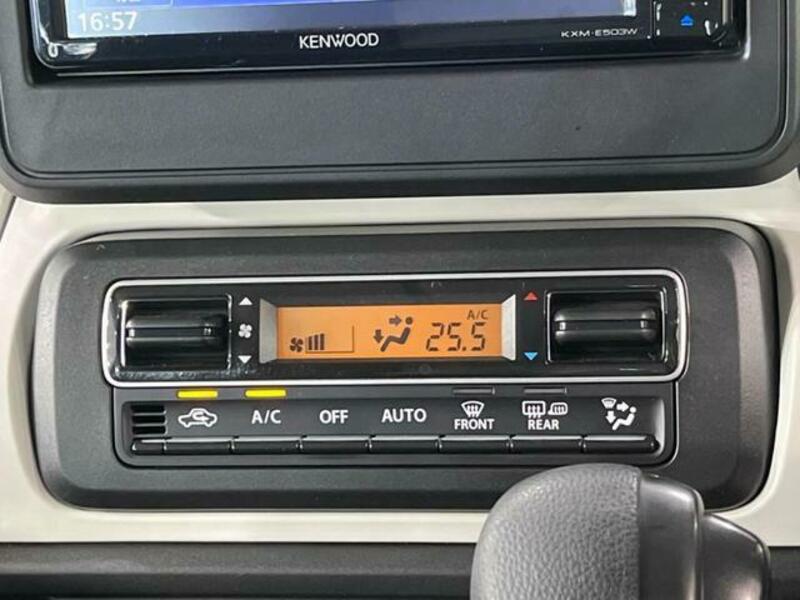 16:57
KENWOOD
KXM-E503W
A/C
25.5
A/C
OFF
AUTO
FRONT
REAR